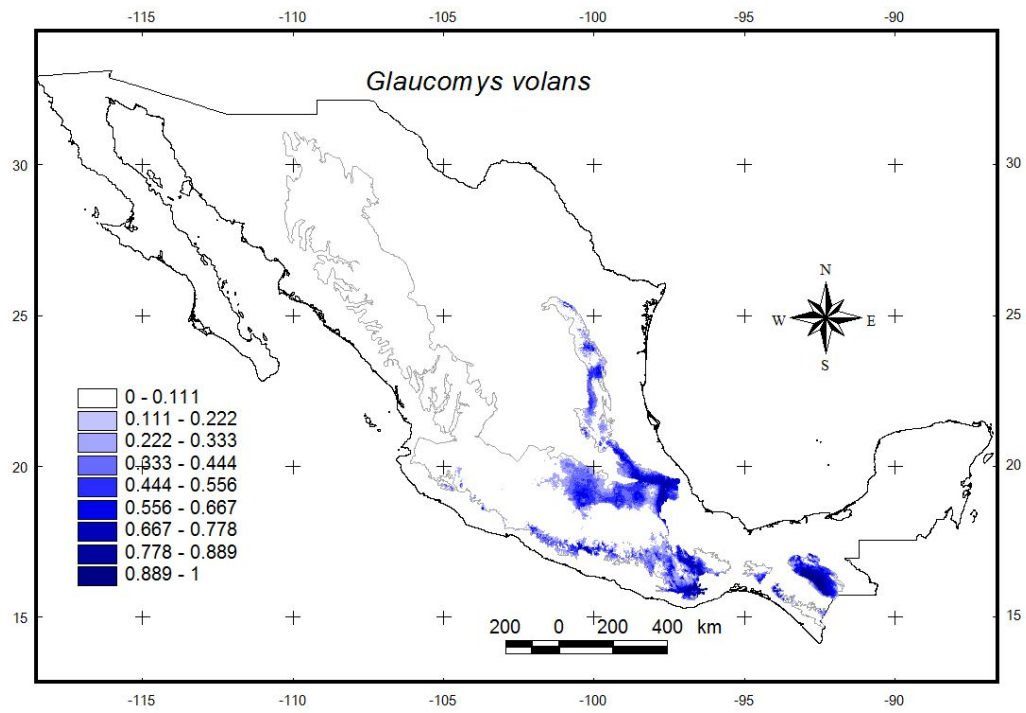 -115 -110 -105 -100 -95 -90
Glaucomys volans
30 30
N
25 W E 25
S
0 - 0.111
0.111 - 0.222
0.222 - 0.333
0.333 - 0.444
0.444 - 0.556
0.556 - 0.667
0.667 - 0.778
0.778 - 0.889
0.889 - 1
20 20
15 15
200 0 200 400 km
-115 -110 -105 -100 -95 -90